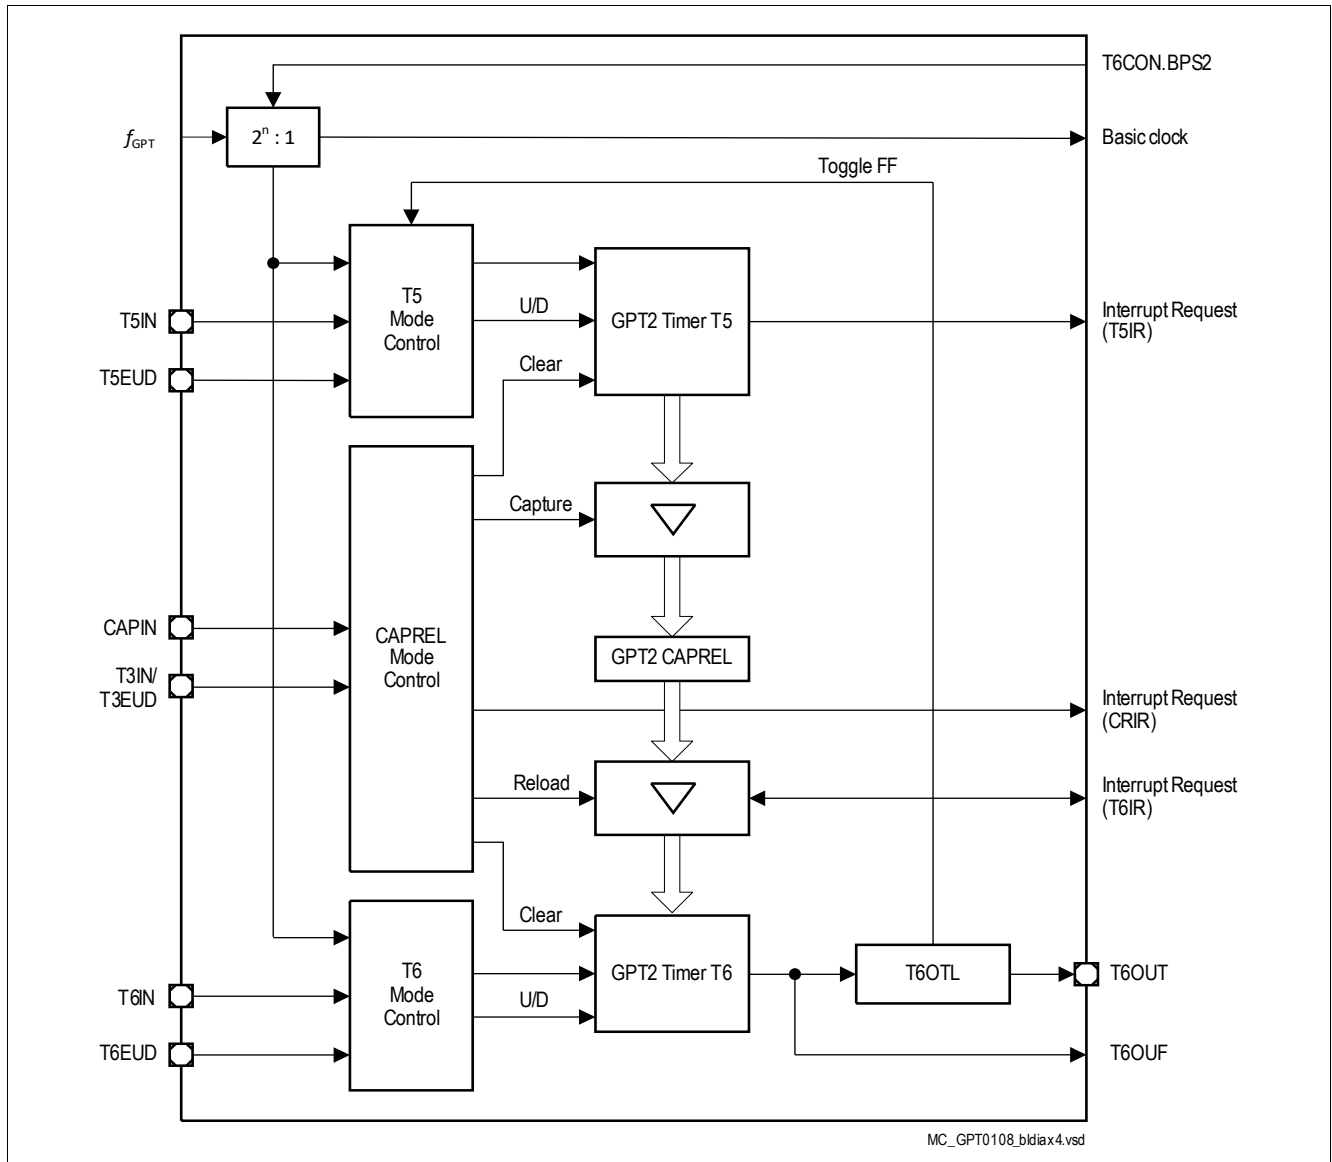 T6CON.BPS2
fGPT
2ⁿ : 1
Basic clock
Toggle FF
T5
Mode
Control
U/D
GPT2 Timer T5
T5IN
Interrupt Request
(T5IR)
Clear
T5EUD
Capture
CAPIN
CAPREL
Mode
Control
GPT2 CAPREL
T3IN/
T3EUD
Interrupt Request
(CRIR)
Reload
Interrupt Request
(T6IR)
Clear
T6
Mode
Control
GPT2 Timer T6
T6OTL
T6OUT
T6IN
U/D
T6EUD
T6OUF
MC_GPT0108_bldiax4.vsd